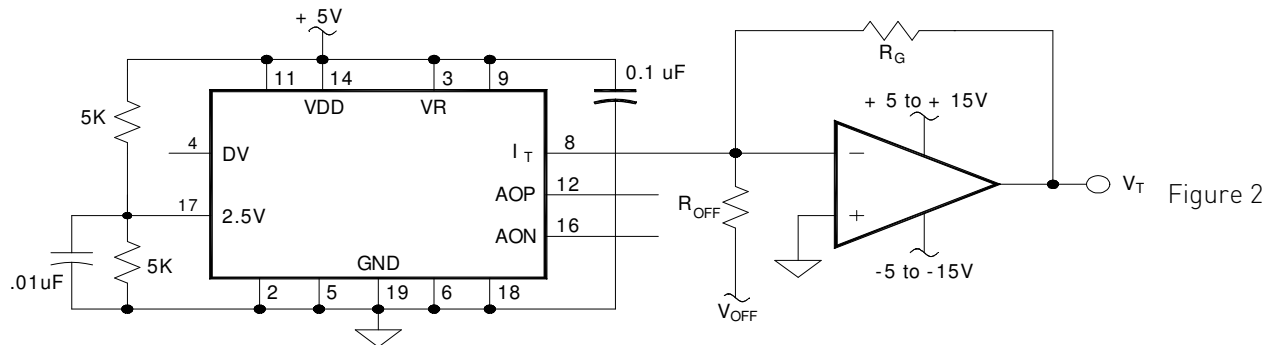 + 5V
11 14 3 9
0.1 uF
VDD VR
5K
4 DV
I T 8
AOP 12
17 2.5V
AON 16
.01uF
5K
GND
2 5 19 6 18
RG
+ 5 to + 15V
−
+
ROFF
-5 to -15V
VOFF
VT
Figure 2